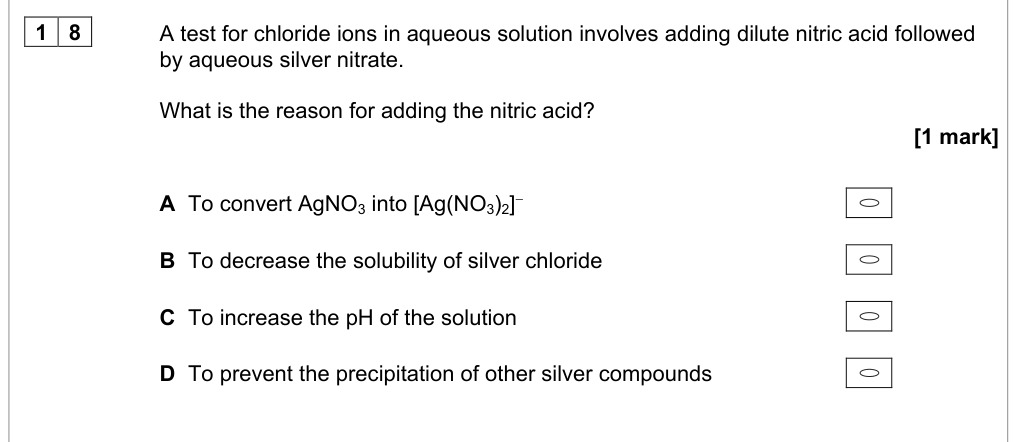 1 8 A test for chloride ions in aqueous solution involves adding dilute nitric acid followed
by aqueous silver nitrate.
What is the reason for adding the nitric acid?
[1 mark]
A To convert AgNO₃ into [Ag(NO₃)₂]⁻
B To decrease the solubility of silver chloride
C To increase the pH of the solution
D To prevent the precipitation of other silver compounds